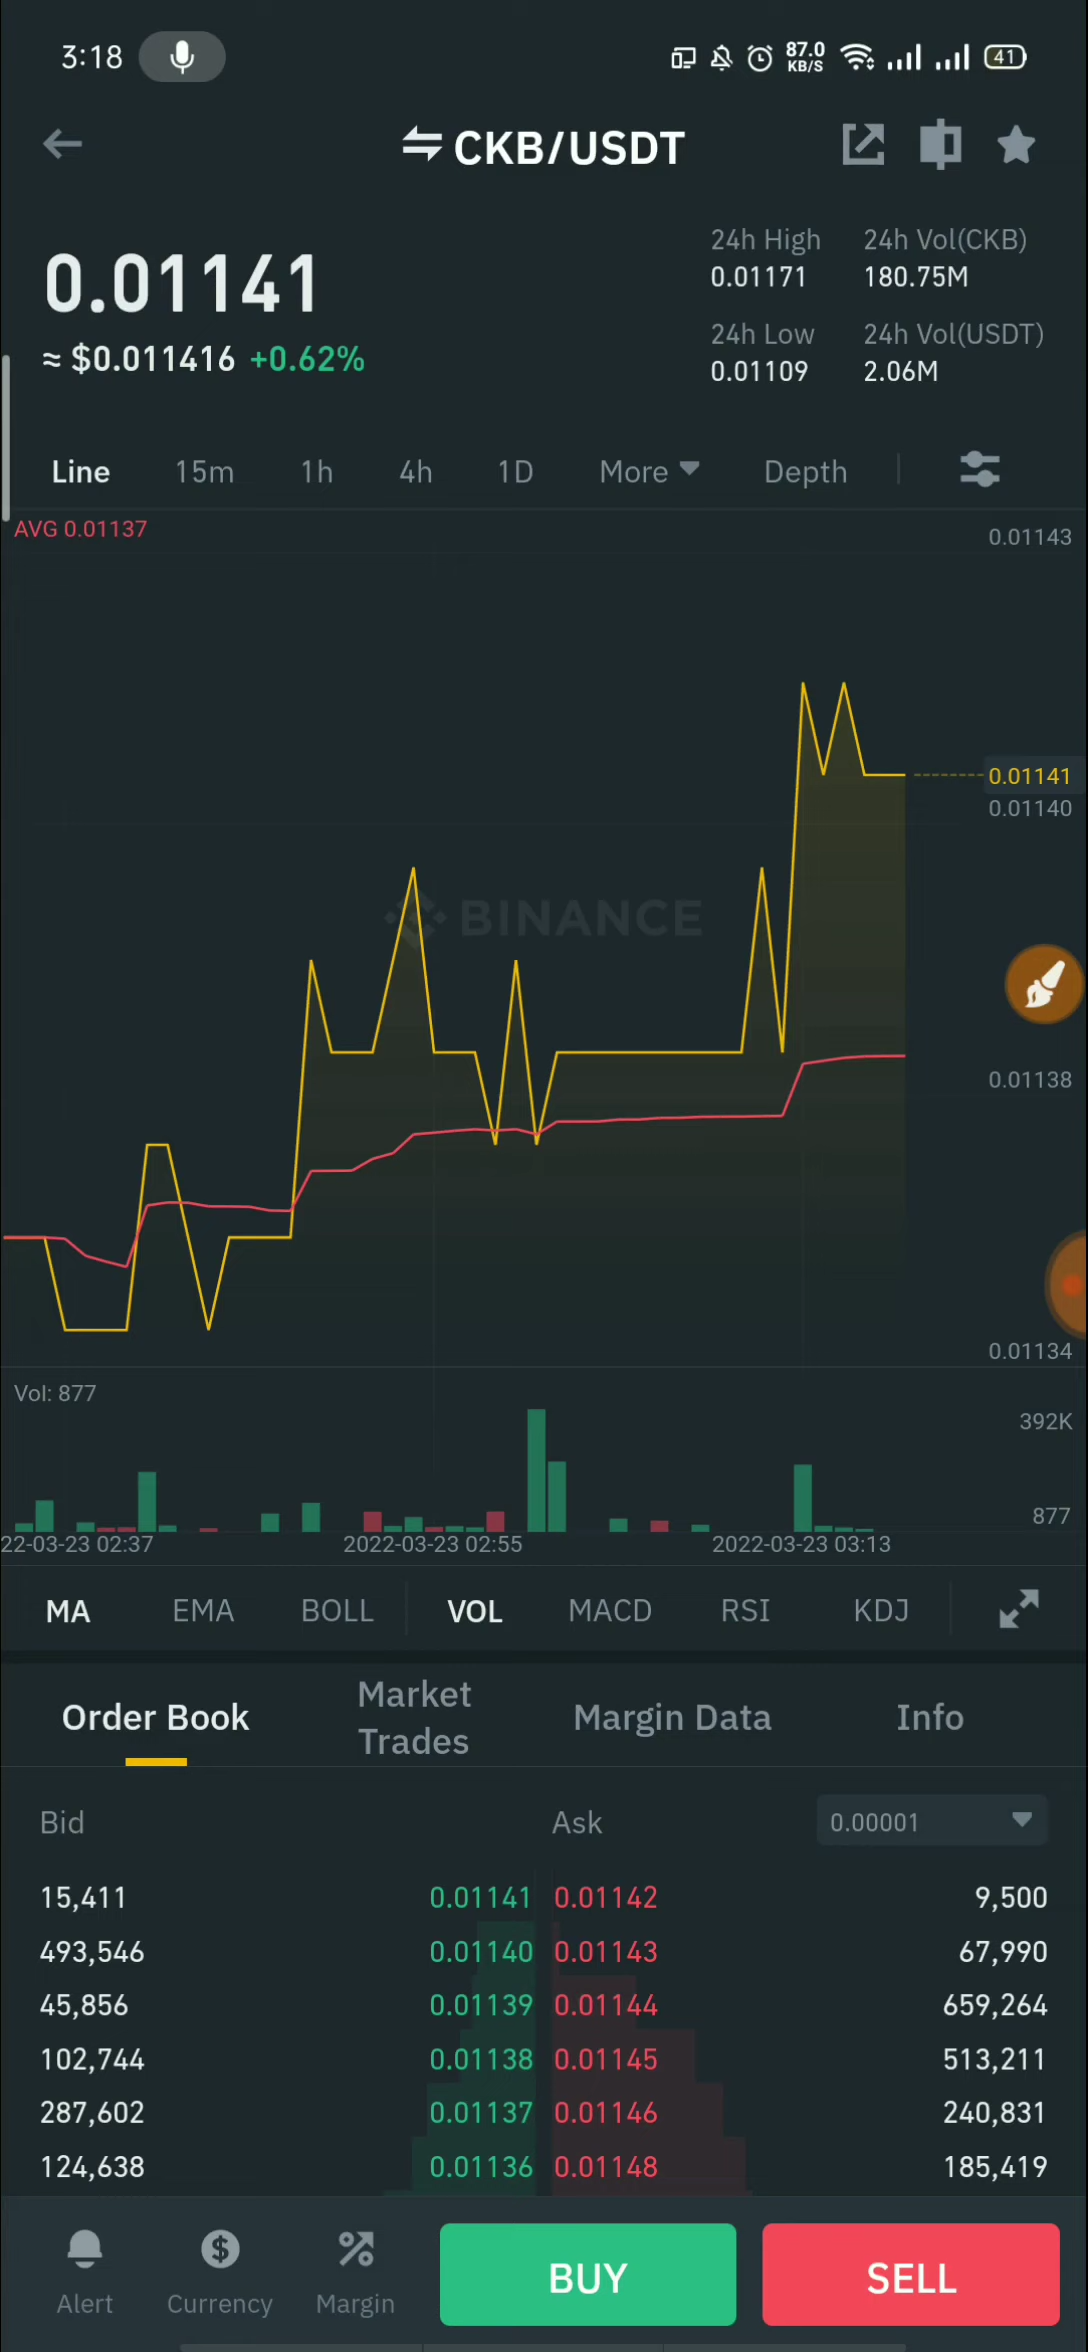 3:18
87.0
KB/S
41
CKB/USDT
0.01141
≈ $0.011416 +0.62%
24h High
0.01171
24h Vol(CKB)
180.75M
24h Low
0.01109
24h Vol(USDT)
2.06M
Line 15m 1h 4h 1D More Depth
AVG 0.01137
0.01143
0.01141
0.01140
BINANCE
0.01138
0.01134
Vol: 877
392K
877
22-03-23 02:37 2022-03-23 02:55 2022-03-23 03:13
MA EMA BOLL VOL MACD RSI KDJ
Order Book
Market
Trades
Margin Data
Info
Bid Ask 0.00001
15,411 0.01141 0.01142 9,500
493,546 0.01140 0.01143 67,990
45,856 0.01139 0.01144 659,264
102,744 0.01138 0.01145 513,211
287,602 0.01137 0.01146 240,831
124,638 0.01136 0.01148 185,419
Alert Currency Margin
BUY SELL